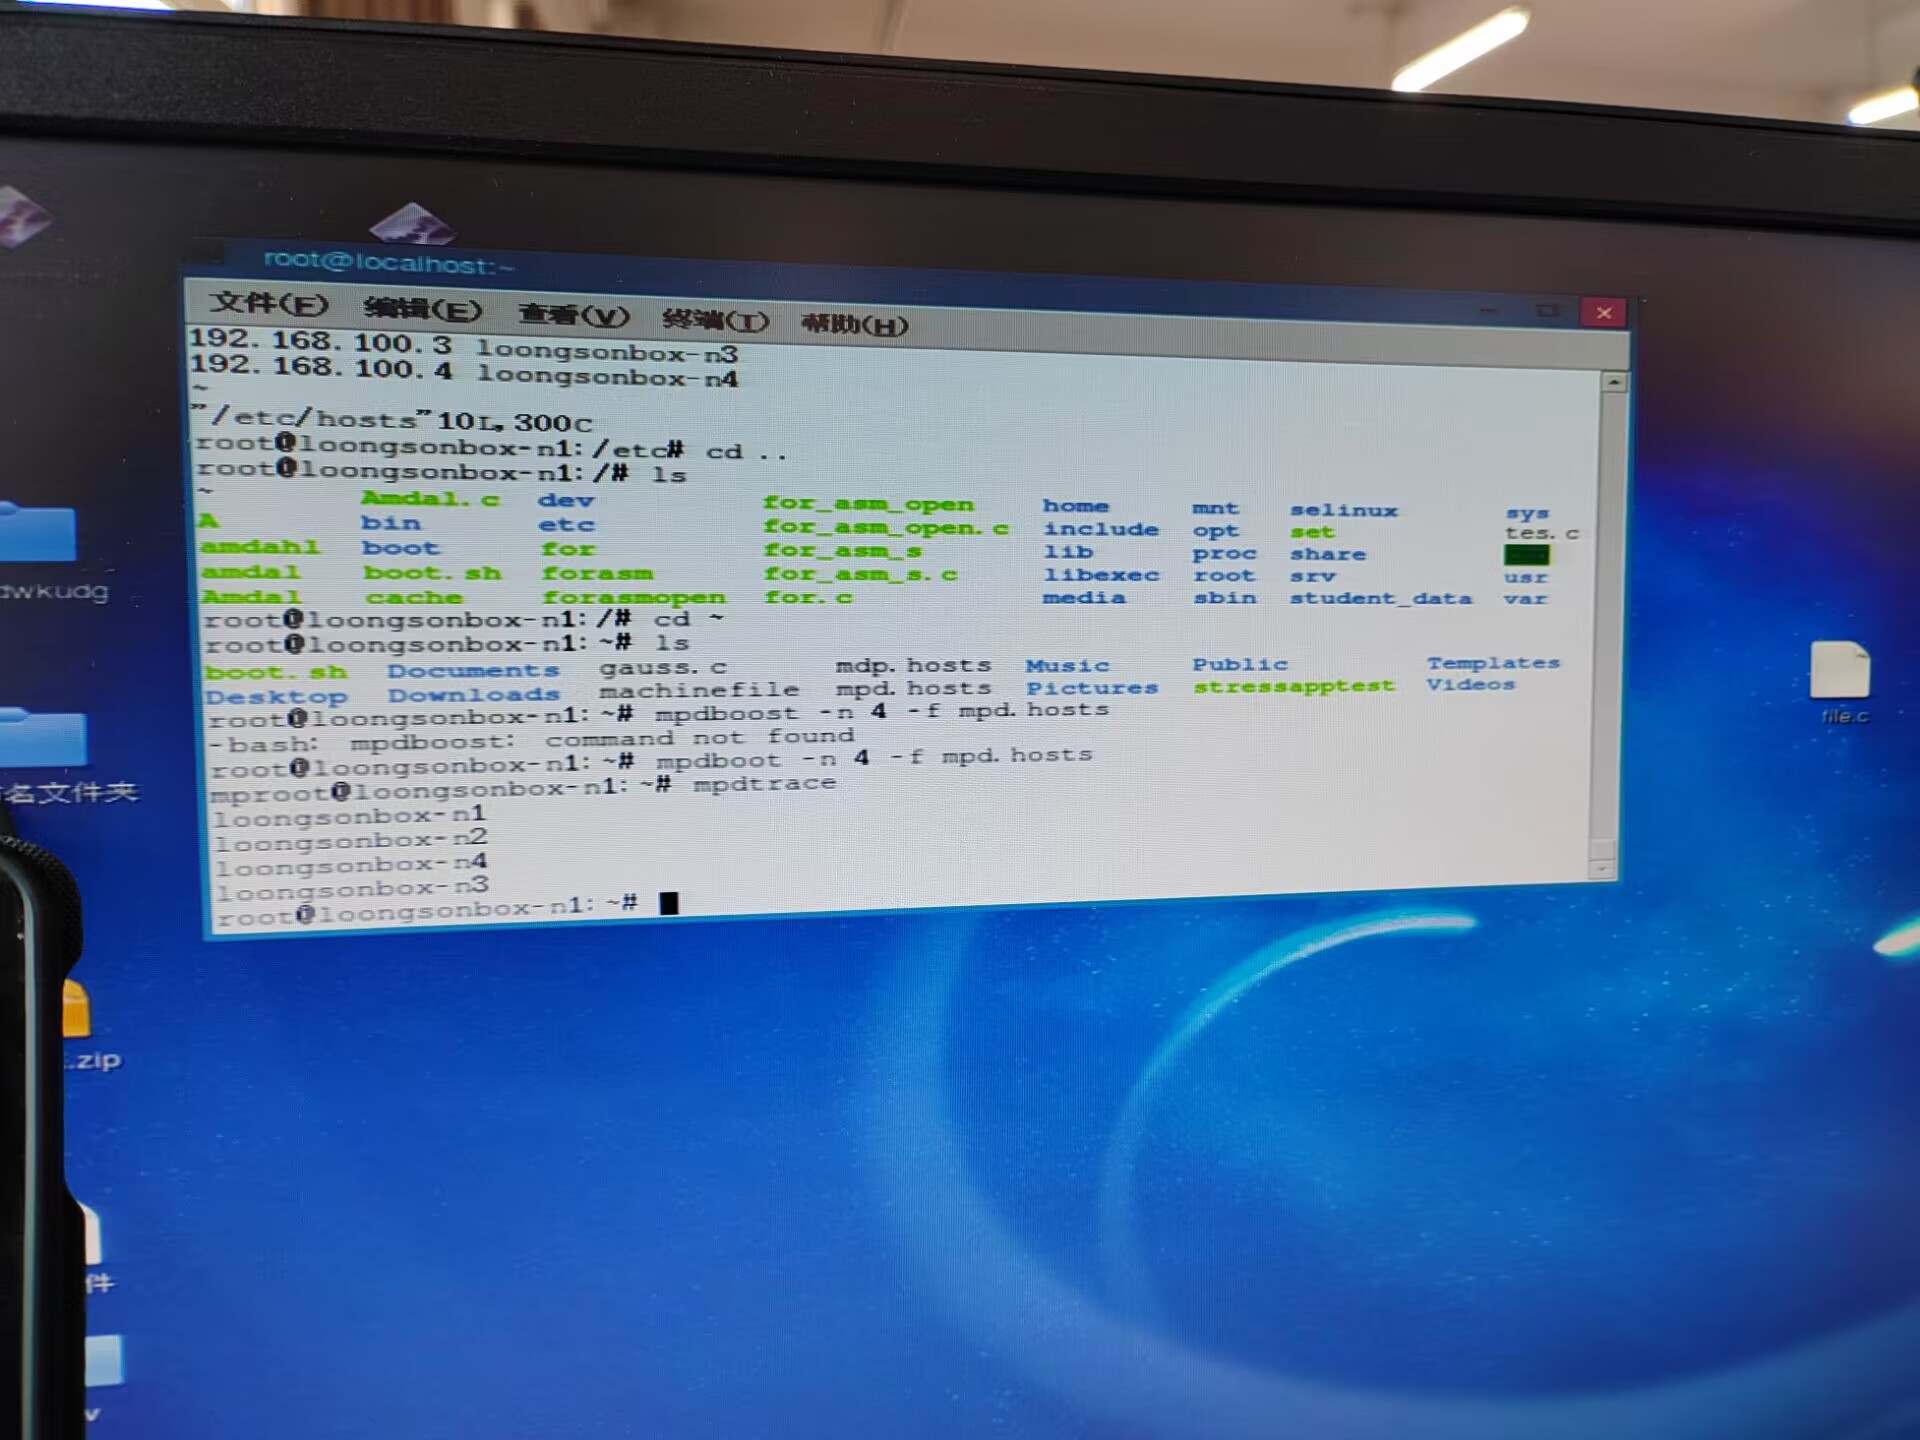 root@localhost:~
文件(F) 编辑(E) 查看(V) 终端(T) 帮助(H)
192.168.100.3 loongsonbox-n3
192.168.100.4 loongsonbox-n4
~
"/etc/hosts" 10L, 300C
root@loongsonbox-n1:/etc# cd ..
root@loongsonbox-n1:/# ls
~ Amdal.c dev for_asm_open home mnt selinux sys
A bin etc for_asm_open.c include opt set tes.c
amdahl boot for for_asm_s lib proc share
amdal boot.sh forasm for_asm_s.c libexec root srv usr
Amdal cache forasmopen for.c media sbin student_data var
root@loongsonbox-n1:/# cd ~
root@loongsonbox-n1:~# ls
boot.sh Documents gauss.c mdp.hosts Music Public Templates
Desktop Downloads machinefile mpd.hosts Pictures stressapptest Videos
root@loongsonbox-n1:~# mpdboost -n 4 -f mpd.hosts
-bash: mpdboost: command not found
root@loongsonbox-n1:~# mpdboot -n 4 -f mpd.hosts
mproot@loongsonbox-n1:~# mpdtrace
loongsonbox-n1
loongsonbox-n2
loongsonbox-n4
loongsonbox-n3
root@loongsonbox-n1:~#
dwkudg
名文件夹
.zip
件
v
file.c